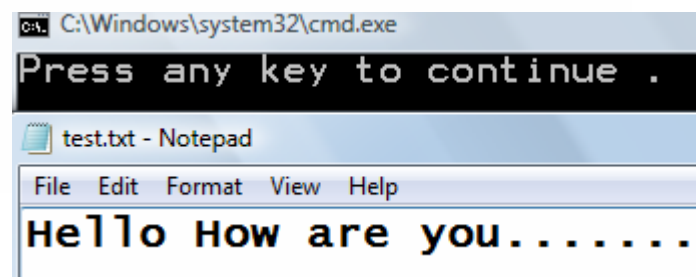 C:\Windows\system32\cmd.exe
Press any key to continue .
test.txt - Notepad
File Edit Format View Help
Hello How are you.......